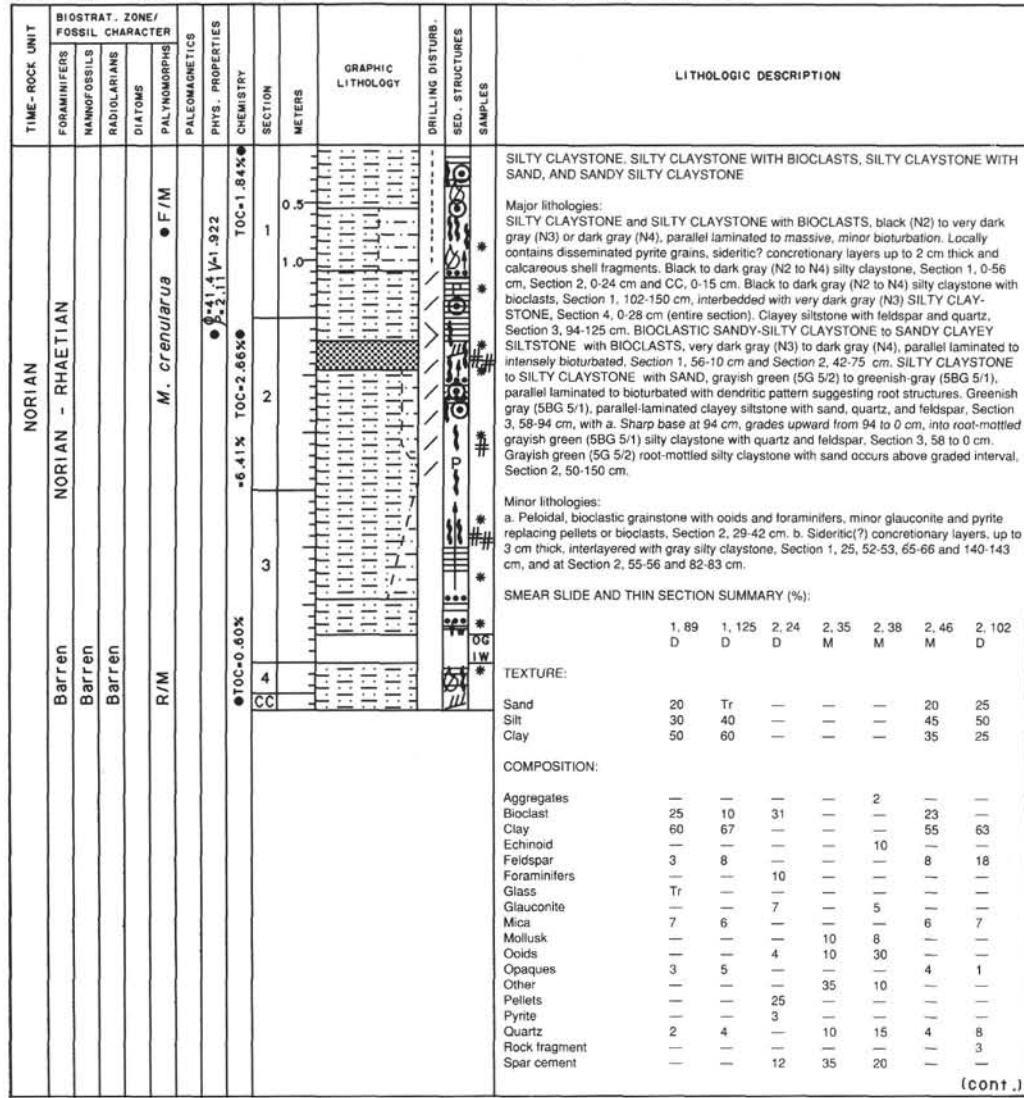 TIME-ROCK UNIT
BIOSTRAT. ZONE/
FOSSIL CHARACTER
FORAMINIFERS
NANNOFOSSILS
RADIOLARIANS
DIATOMS
PALYNOMORPHS
PALEOMAGNETICS
PHYS. PROPERTIES
CHEMISTRY
SECTION
METERS
GRAPHIC
LITHOLOGY
DRILLING DISTURB.
SED. STRUCTURES
SAMPLES
LITHOLOGIC DESCRIPTION
NORIAN
NORIAN - RHAETIAN
Barren
Barren
Barren
M. crenularua
● F/M
R/M
TOC=1.84%●
● TOC=2.66%●
=6.41%
●TOC=0.60%
1
0.5
1.0
2
3
4
CC
P
P
OG
IW
SILTY CLAYSTONE. SILTY CLAYSTONE WITH BIOCLASTS, SILTY CLAYSTONE WITH
SAND, AND SANDY SILTY CLAYSTONE
Major lithologies:
SILTY CLAYSTONE and SILTY CLAYSTONE with BIOCLASTS, black (N2) to very dark
gray (N3) or dark gray (N4), parallel laminated to massive, minor bioturbation. Locally
contains disseminated pyrite grains, sideritic? concretionary layers up to 2 cm thick and
calcareous shell fragments. Black to dark gray (N2 to N4) silty claystone, Section 1, 0-56
cm, Section 2, 0-24 cm and CC, 0-15 cm. Black to dark gray (N2 to N4) silty claystone with
bioclasts, Section 1, 102-150 cm, interbedded with very dark gray (N3) SILTY CLAY-
STONE, Section 4, 0-28 cm (entire section). Clayey siltstone with feldspar and quartz,
Section 3, 94-125 cm. BIOCLASTIC SANDY-SILTY CLAYSTONE to SANDY CLAYEY
SILTSTONE with BIOCLASTS, very dark gray (N3) to dark gray (N4), parallel laminated to
intensely bioturbated, Section 1, 56-10 cm and Section 2, 42-75 cm. SILTY CLAYSTONE
to SILTY CLAYSTONE with SAND, grayish green (5G 5/2) to greenish-gray (5BG 5/1),
parallel laminated to bioturbated with dendritic pattern suggesting root structures. Greenish
gray (5BG 5/1), parallel-laminated clayey siltstone with sand, quartz, and feldspar, Section
3, 58-94 cm, with a. Sharp base at 94 cm, grades upward from 94 to 0 cm, into root-mottled
grayish green (5BG 5/1) silty claystone with quartz and feldspar, Section 3, 58 to 0 cm.
Grayish green (5G 5/2) root-mottled silty claystone with sand occurs above graded interval,
Section 2, 50-150 cm.
Minor lithologies:
a. Peloidal, bioclastic grainstone with ooids and foraminifers, minor glauconite and pyrite
replacing pellets or bioclasts, Section 2, 29-42 cm. b. Sideritic(?) concretionary layers, up to
3 cm thick, interlayered with gray silty claystone, Section 1, 25, 52-53, 65-66 and 140-143
cm, and at Section 2, 55-56 and 82-83 cm.
SMEAR SLIDE AND THIN SECTION SUMMARY (%):
1, 89 1, 125 2, 24 2, 35 2, 38 2, 46 2, 102
D D D M M M D
TEXTURE:
Sand 20 Tr — — — 20 25
Silt 30 40 — — — 45 50
Clay 50 60 — — — 35 25
COMPOSITION:
Aggregates — — — — 2 — —
Bioclast 25 10 31 — — 23 —
Clay 60 67 — — — 55 63
Echinoid — — — — 10 — —
Feldspar 3 8 — — — 8 18
Foraminifers — — 10 — — — —
Glass Tr — — — — — —
Glauconite — — 7 — 5 — —
Mica 7 6 — — — 6 7
Mollusk — — — 10 8 — —
Ooids — — 4 10 30 — —
Opaques 3 5 — — — 4 1
Other — — — 35 10 — —
Pellets — — 25 — — — —
Pyrite — — 3 — — — —
Quartz 2 4 — 10 15 4 8
Rock fragment — — — — — — 3
Spar cement — — 12 35 20 — —
(cont.)